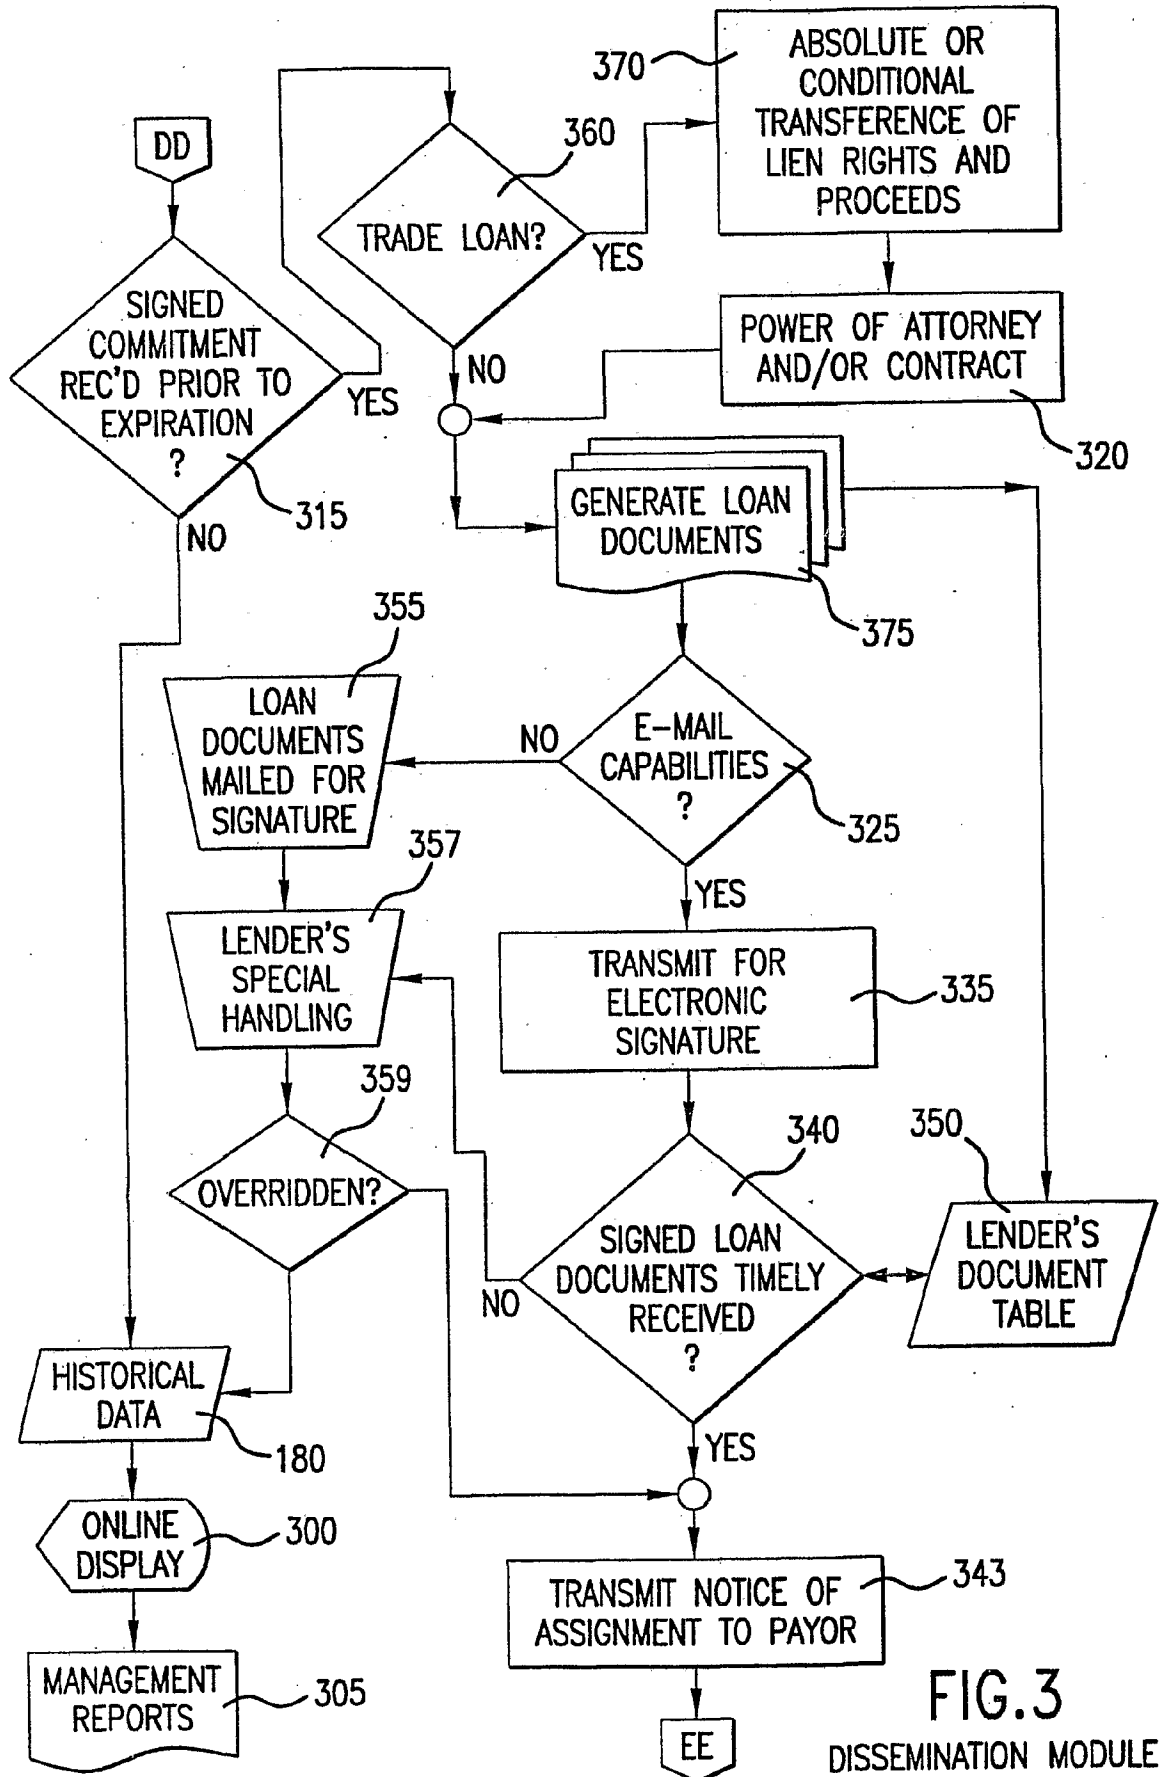 DD
SIGNED
COMMITMENT
REC'D PRIOR TO
EXPIRATION
?
315
YES
NO
TRADE LOAN?
360
YES
NO
370
ABSOLUTE OR
CONDITIONAL
TRANSFERENCE OF
LIEN RIGHTS AND
PROCEEDS
POWER OF ATTORNEY
AND/OR CONTRACT
320
GENERATE LOAN
DOCUMENTS
375
E-MAIL
CAPABILITIES
?
325
NO
YES
355
LOAN
DOCUMENTS
MAILED FOR
SIGNATURE
357
LENDER'S
SPECIAL
HANDLING
TRANSMIT FOR
ELECTRONIC
SIGNATURE
335
359
OVERRIDDEN?
340
SIGNED LOAN
DOCUMENTS TIMELY
RECEIVED
?
NO
YES
350
LENDER'S
DOCUMENT
TABLE
HISTORICAL
DATA
180
ONLINE
DISPLAY
300
MANAGEMENT
REPORTS
305
TRANSMIT NOTICE OF
ASSIGNMENT TO PAYOR
343
EE
FIG.3
DISSEMINATION MODULE